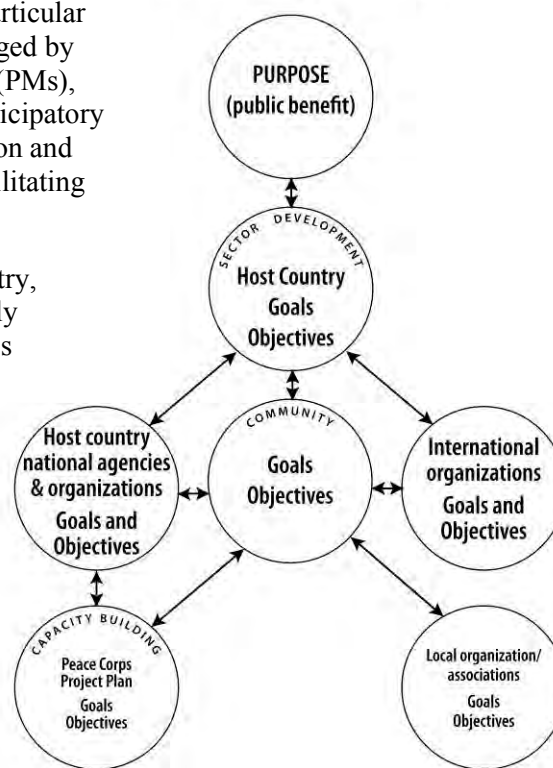 articular
ged by
(PMs),
icipatory
on and
ilitating
try,
ly
s
PURPOSE
(public benefit)
SECTOR DEVELOPMENT
Host Country
Goals
Objectives
Host country
national agencies
& organizations
Goals and
Objectives
COMMUNITY
Goals
Objectives
International
organizations
Goals and
Objectives
CAPACITY BUILDING
Peace Corps
Project Plan
Goals
Objectives
Local organization/
associations
Goals
Objectives